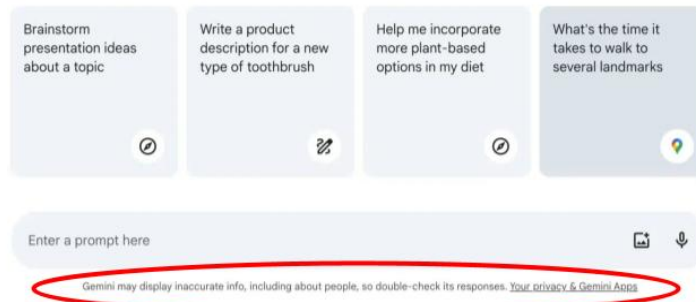 Brainstorm
presentation ideas
about a topic
Write a product
description for a new
type of toothbrush
Help me incorporate
more plant-based
options in my diet
What's the time it
takes to walk to
several landmarks
Enter a prompt here
Gemini may display inaccurate info, including about people, so double-check its responses. Your privacy & Gemini Apps